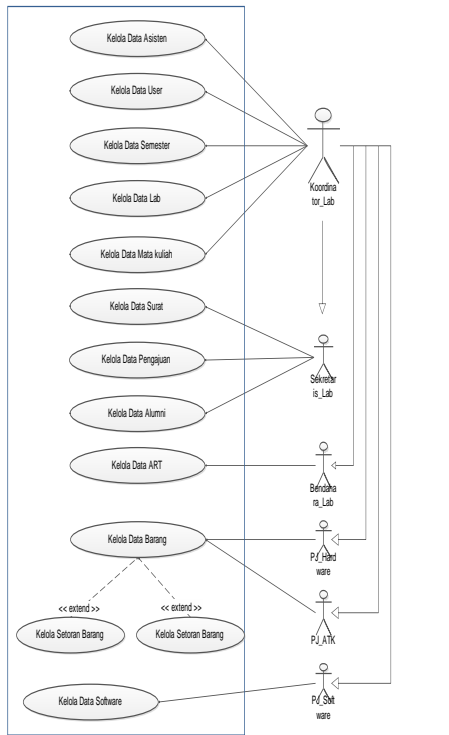 Kelola Data Asisten
Kelola Data User
Kelola Data Semester
Kelola Data Lab
Kelola Data Mata kuliah
Kelola Data Surat
Kelola Data Pengajuan
Kelola Data Alumni
Kelola Data ART
Kelola Data Barang
<< extend >>
<< extend >>
Kelola Setoran Barang
Kelola Setoran Barang
Kelola Data Software
Koordina
tor_Lab
Sekretar
is_Lab
Bendaha
ra_Lab
PJ_Hard
ware
PJ_ATK
PJ_Soft
ware